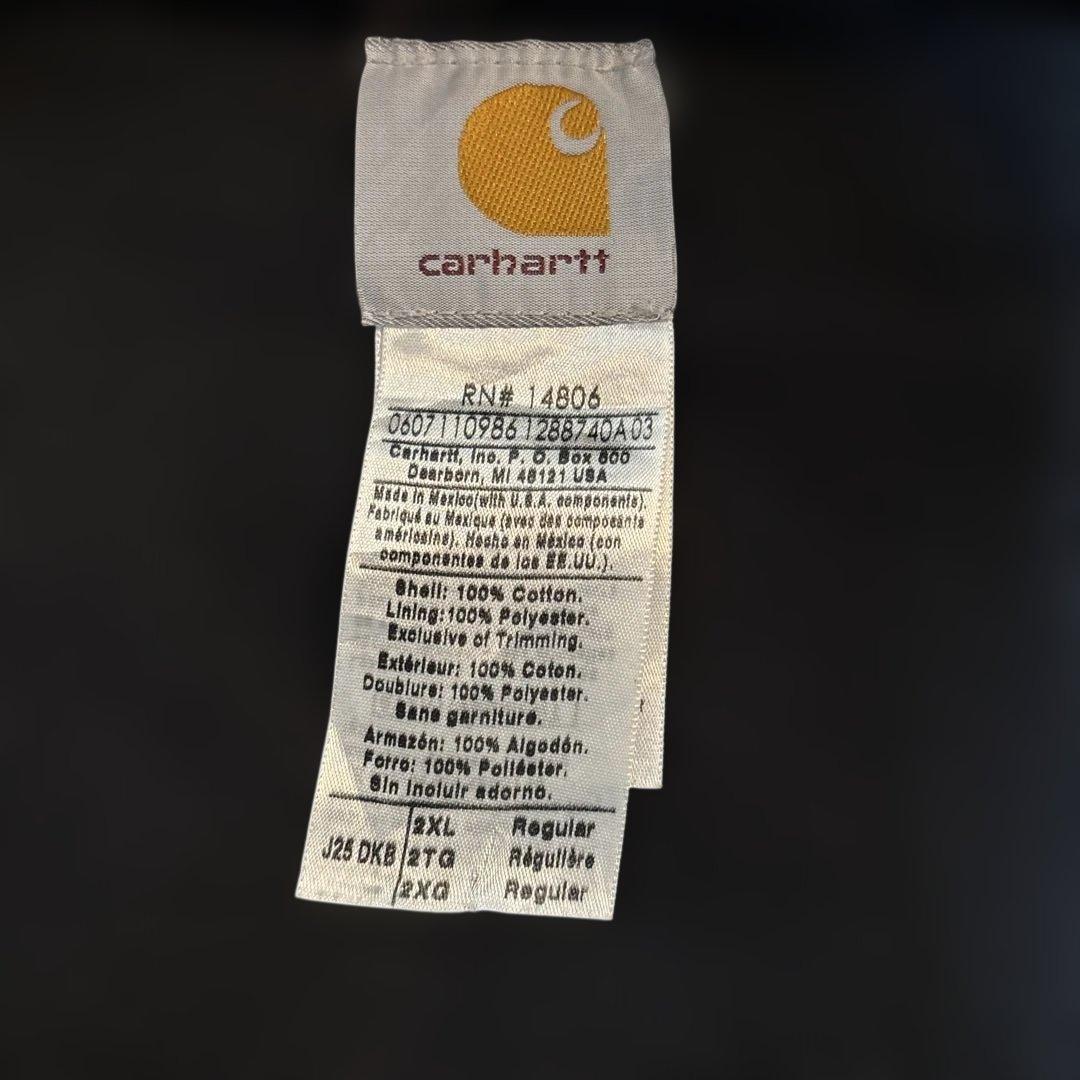 carhartt
RN# 14806
0607110986 1288740A 03
Carhartt, Inc. P. O. Box 600
Dearborn, MI 48121 USA
Made in Mexico(with U.S.A. components).
Fabriqué au Mexique (avec des composants
américains). Hecho en México (con
componentes de los EE.UU.).
Shell: 100% Cotton.
Lining: 100% Polyester.
Exclusive of Trimming.
Extérieur: 100% Coton.
Doublure: 100% Polyester.
Sans garniture.
Armazón: 100% Algodón.
Forro: 100% Poliéster.
Sin incluir adorno.
2XL Regular
J25 DKB 2TG Régulière
2XG Regular